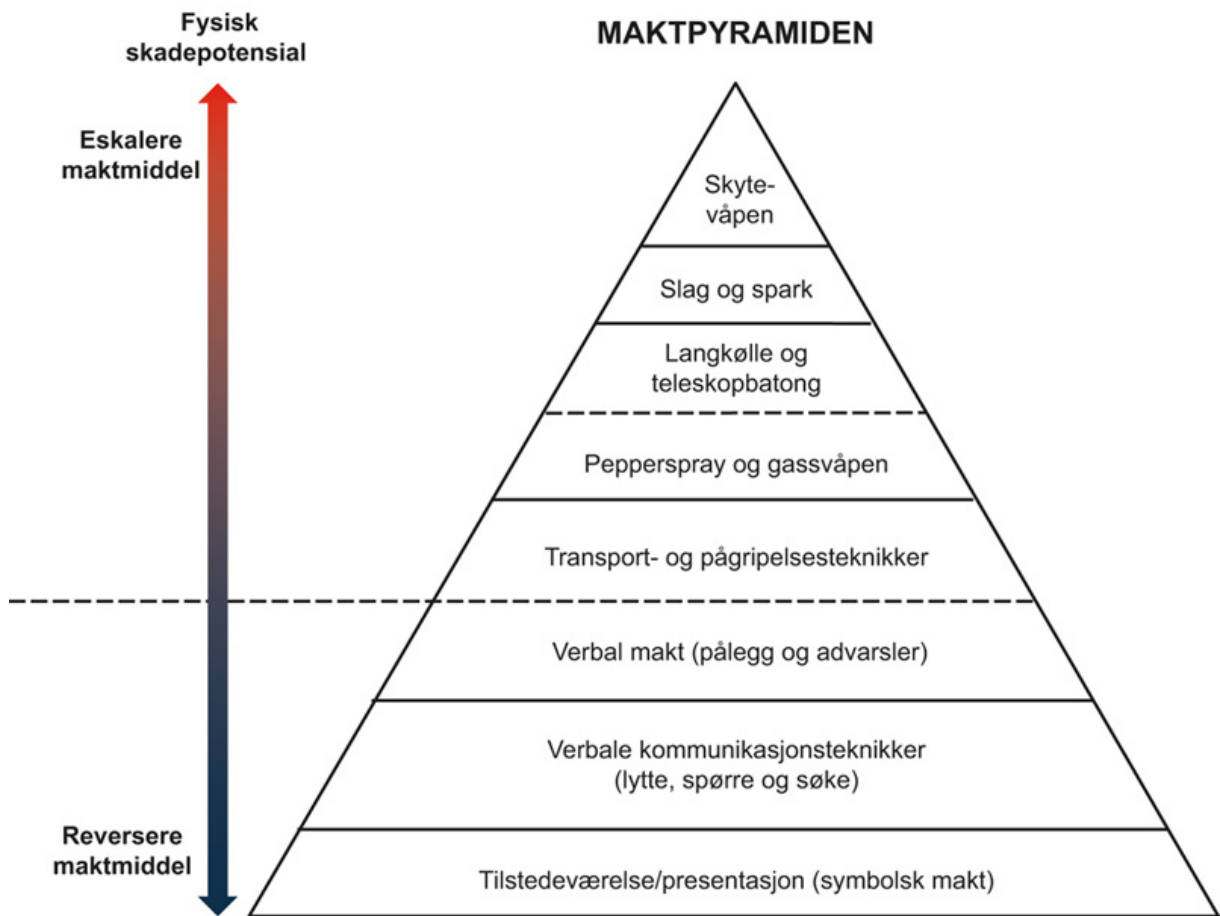 Fysisk
skadepotensial
Eskalere
maktmiddel
Reversere
maktmiddel
MAKTPYRAMIDEN
Skyte-
våpen
Slag og spark
Langkølle og
teleskopbatong
Pepperspray og gassvåpen
Transport- og pågripelsesteknikker
Verbal makt (pålegg og advarsler)
Verbale kommunikasjonsteknikker
(lytte, spørre og søke)
Tilstedeværelse/presentasjon (symbolsk makt)